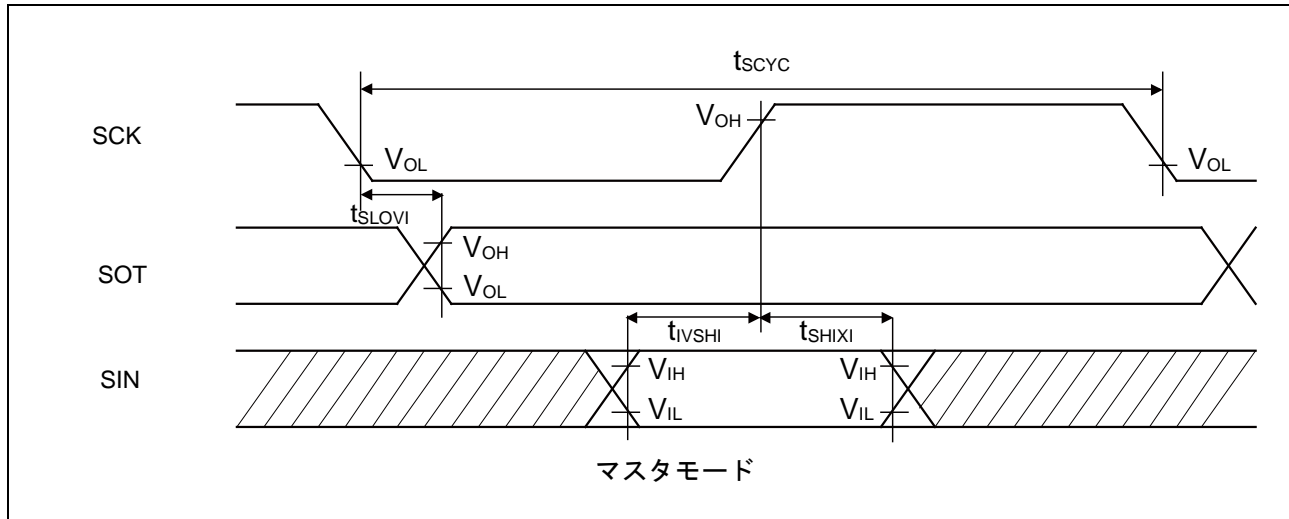 tSCYC
SCK
VOH
VOL
VOL
tSLOVI
SOT
VOH
VOL
tIVSHI
tSHIXI
SIN
VIH
VIH
VIL
VIL
マスタモード